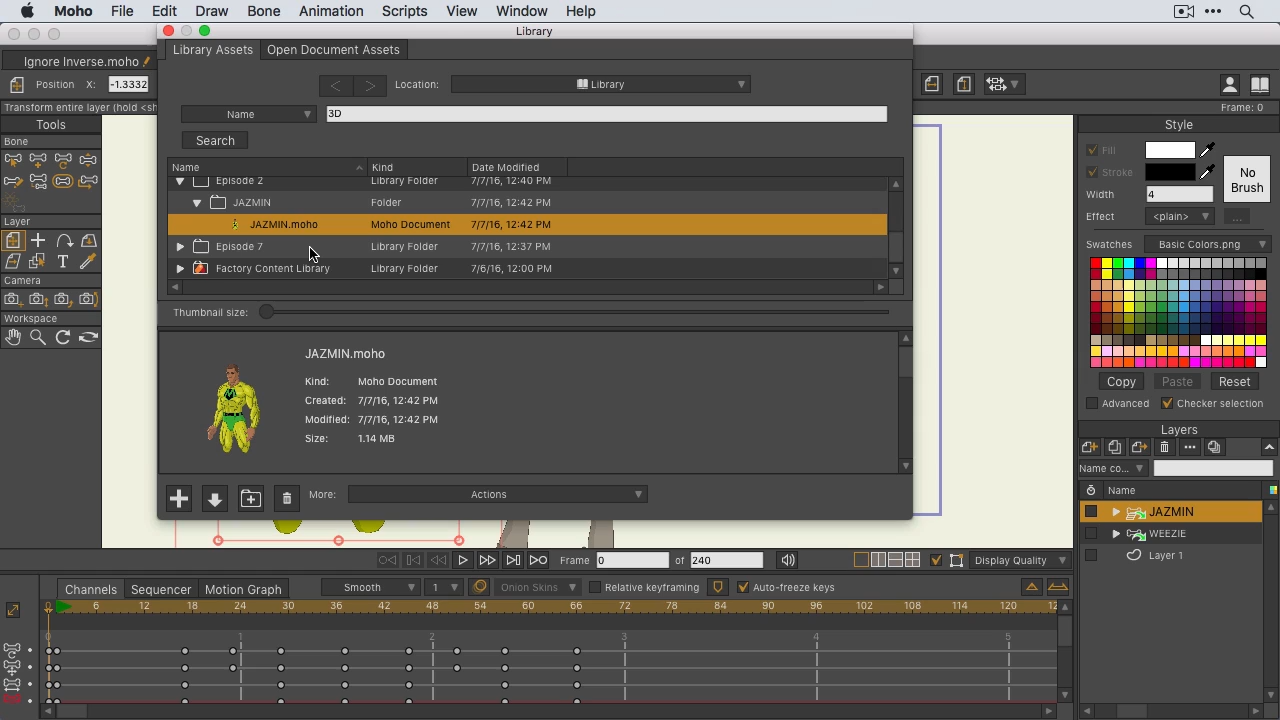 Moho File Edit Draw Bone Animation Scripts View Window Help
Library
Library Assets Open Document Assets
Ignore Inverse.moho
Position X: -1.3332
Transform entire layer (hold <sh
< > Location: Library
Name 3D
Search
Name Kind Date Modified
Episode 2 Library Folder 7/7/16, 12:40 PM
JAZMIN Folder 7/7/16, 12:42 PM
JAZMIN.moho Moho Document 7/7/16, 12:42 PM
Episode 7 Library Folder 7/7/16, 12:37 PM
Factory Content Library Library Folder 7/6/16, 12:00 PM
Thumbnail size:
JAZMIN.moho
Kind: Moho Document
Created: 7/7/16, 12:42 PM
Modified: 7/7/16, 12:42 PM
Size: 1.14 MB
More: Actions
Tools
Bone
Layer
T
Camera
Workspace
Frame: 0
Style
Fill
Stroke
No Brush
Width 4
Effect <plain> ...
Swatches Basic Colors.png
Copy Paste Reset
Advanced Checker selection
Layers
Name co...
Name
JAZMIN
WEEZIE
Layer 1
Frame 0 of 240 Display Quality
Channels Sequencer Motion Graph Smooth 1 Onion Skins Relative keyframing Auto-freeze keys
0 6 12 18 24 30 36 42 48 54 60 66 72 78 84 90 96 102 108 114 120 12
0 1 2 3 4 5